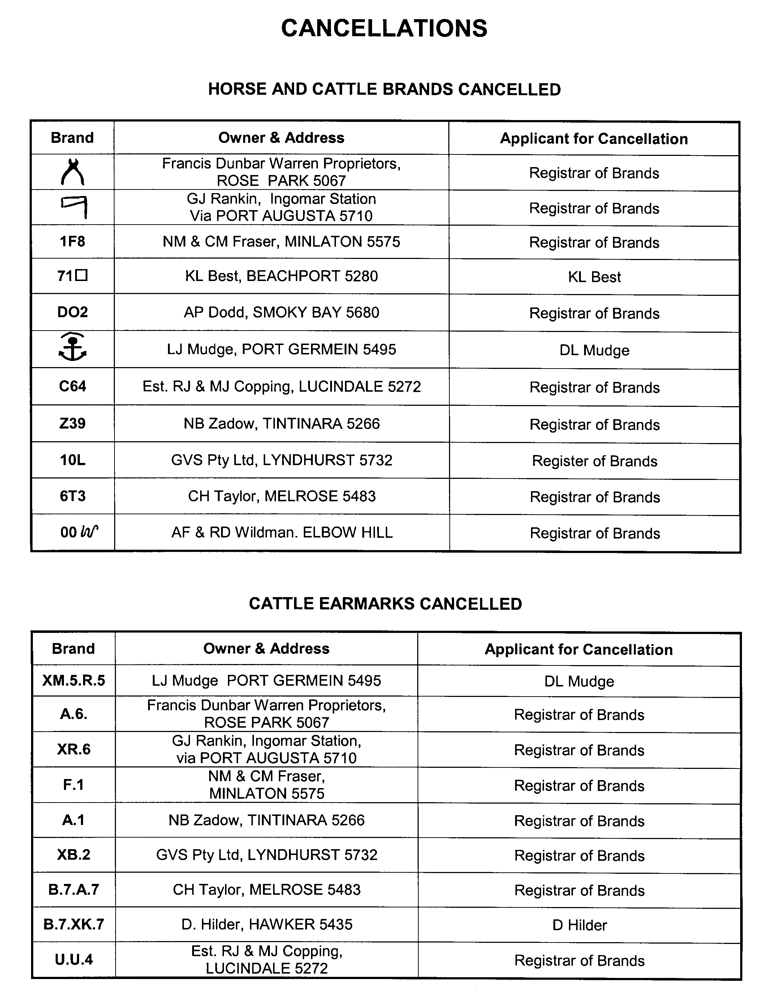 CANCELLATIONS
HORSE AND CATTLE BRANDS CANCELLED
Brand Owner & Address Applicant for Cancellation
Francis Dunbar Warren Proprietors,
ROSE PARK 5067 Registrar of Brands
GJ Rankin, Ingomar Station
Via PORT AUGUSTA 5710 Registrar of Brands
1F8 NM & CM Fraser, MINLATON 5575 Registrar of Brands
71□ KL Best, BEACHPORT 5280 KL Best
DO2 AP Dodd, SMOKY BAY 5680 Registrar of Brands
LJ Mudge, PORT GERMEIN 5495 DL Mudge
C64 Est. RJ & MJ Copping, LUCINDALE 5272 Registrar of Brands
Z39 NB Zadow, TINTINARA 5266 Registrar of Brands
10L GVS Pty Ltd, LYNDHURST 5732 Register of Brands
6T3 CH Taylor, MELROSE 5483 Registrar of Brands
00 W AF & RD Wildman. ELBOW HILL Registrar of Brands
CATTLE EARMARKS CANCELLED
Brand Owner & Address Applicant for Cancellation
XM.5.R.5 LJ Mudge PORT GERMEIN 5495 DL Mudge
Francis Dunbar Warren Proprietors,
A.6. ROSE PARK 5067 Registrar of Brands
GJ Rankin, Ingomar Station,
XR.6 via PORT AUGUSTA 5710 Registrar of Brands
NM & CM Fraser,
F.1 MINLATON 5575 Registrar of Brands
A.1 NB Zadow, TINTINARA 5266 Registrar of Brands
XB.2 GVS Pty Ltd, LYNDHURST 5732 Registrar of Brands
B.7.A.7 CH Taylor, MELROSE 5483 Registrar of Brands
B.7.XK.7 D. Hilder, HAWKER 5435 D Hilder
Est. RJ & MJ Copping,
U.U.4 LUCINDALE 5272 Registrar of Brands